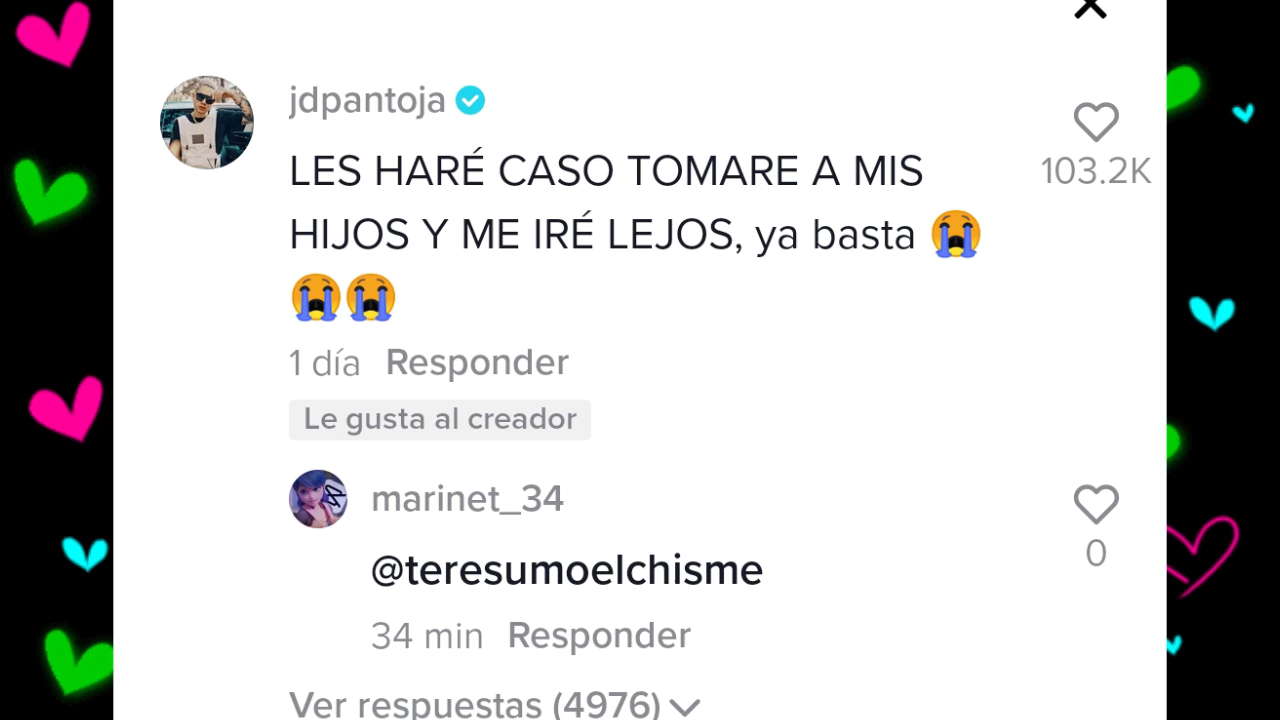 jdpantoja
LES HARÉ CASO TOMARE A MIS
HIJOS Y ME IRÉ LEJOS, ya basta 😭
😭😭
103.2K
1 día Responder
Le gusta al creador
marinet_34
@teresumoelchisme
0
34 min Responder
Ver respuestas (4976)